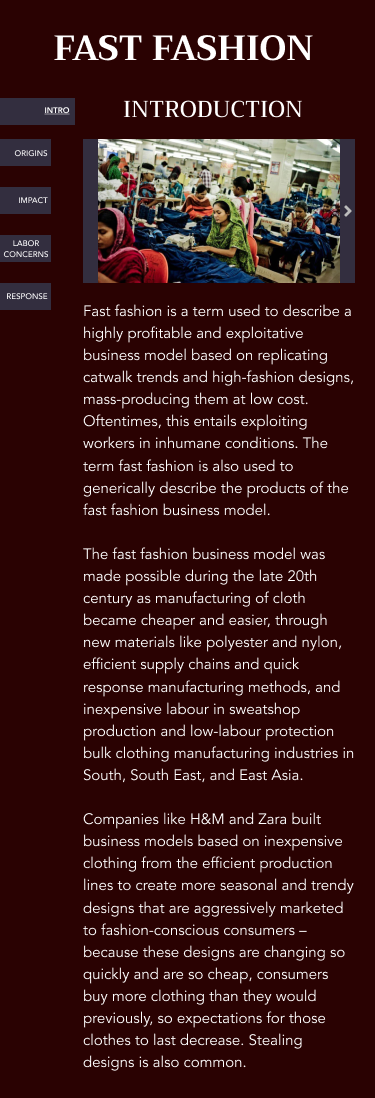 FAST FASHION
INTRO
ORIGINS
IMPACT
LABOR
CONCERNS
RESPONSE
INTRODUCTION
Fast fashion is a term used to describe a
highly profitable and exploitative
business model based on replicating
catwalk trends and high-fashion designs,
mass-producing them at low cost.
Oftentimes, this entails exploiting
workers in inhumane conditions. The
term fast fashion is also used to
generically describe the products of the
fast fashion business model.
The fast fashion business model was
made possible during the late 20th
century as manufacturing of cloth
became cheaper and easier, through
new materials like polyester and nylon,
efficient supply chains and quick
response manufacturing methods, and
inexpensive labour in sweatshop
production and low-labour protection
bulk clothing manufacturing industries in
South, South East, and East Asia.
Companies like H&M and Zara built
business models based on inexpensive
clothing from the efficient production
lines to create more seasonal and trendy
designs that are aggressively marketed
to fashion-conscious consumers –
because these designs are changing so
quickly and are so cheap, consumers
buy more clothing than they would
previously, so expectations for those
clothes to last decrease. Stealing
designs is also common.